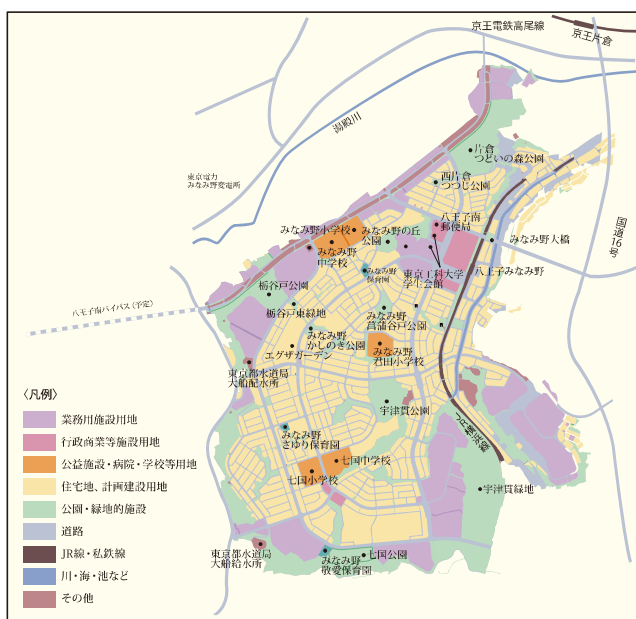 京王電鉄高尾線
京王片倉
湯殿川
片倉
つどいの森公園
東京電力
みなみ野変電所
西片倉
つつじ公園
国道16号
八王子南
郵便局
みなみ野小学校
みなみ野の丘
公園
みなみ野大橋
みなみ野
中学校
みなみ野
保育園
東京工科大学
学生会館
八王子みなみ野
栃谷戸公園
八王子南バイパス(予定)
栃谷戸東緑地
みなみ野
菖蒲谷戸公園
みなみ野
かしのき公園
エグザガーデン
みなみ野
君田小学校
東京都水道局
大船配水所
〈凡例〉
宇津貫公園
業務用施設用地
JR横浜線
みなみ野
さゆり保育園
行政商業等施設用地
公益施設・病院・学校等用地
七国中学校
七国小学校
住宅地、計画建設用地
宇津貫緑地
公園・緑地的施設
道路
JR線・私鉄線
東京都水道局
大船給水所
みなみ野
敬愛保育園
七国公園
川・海・池など
その他